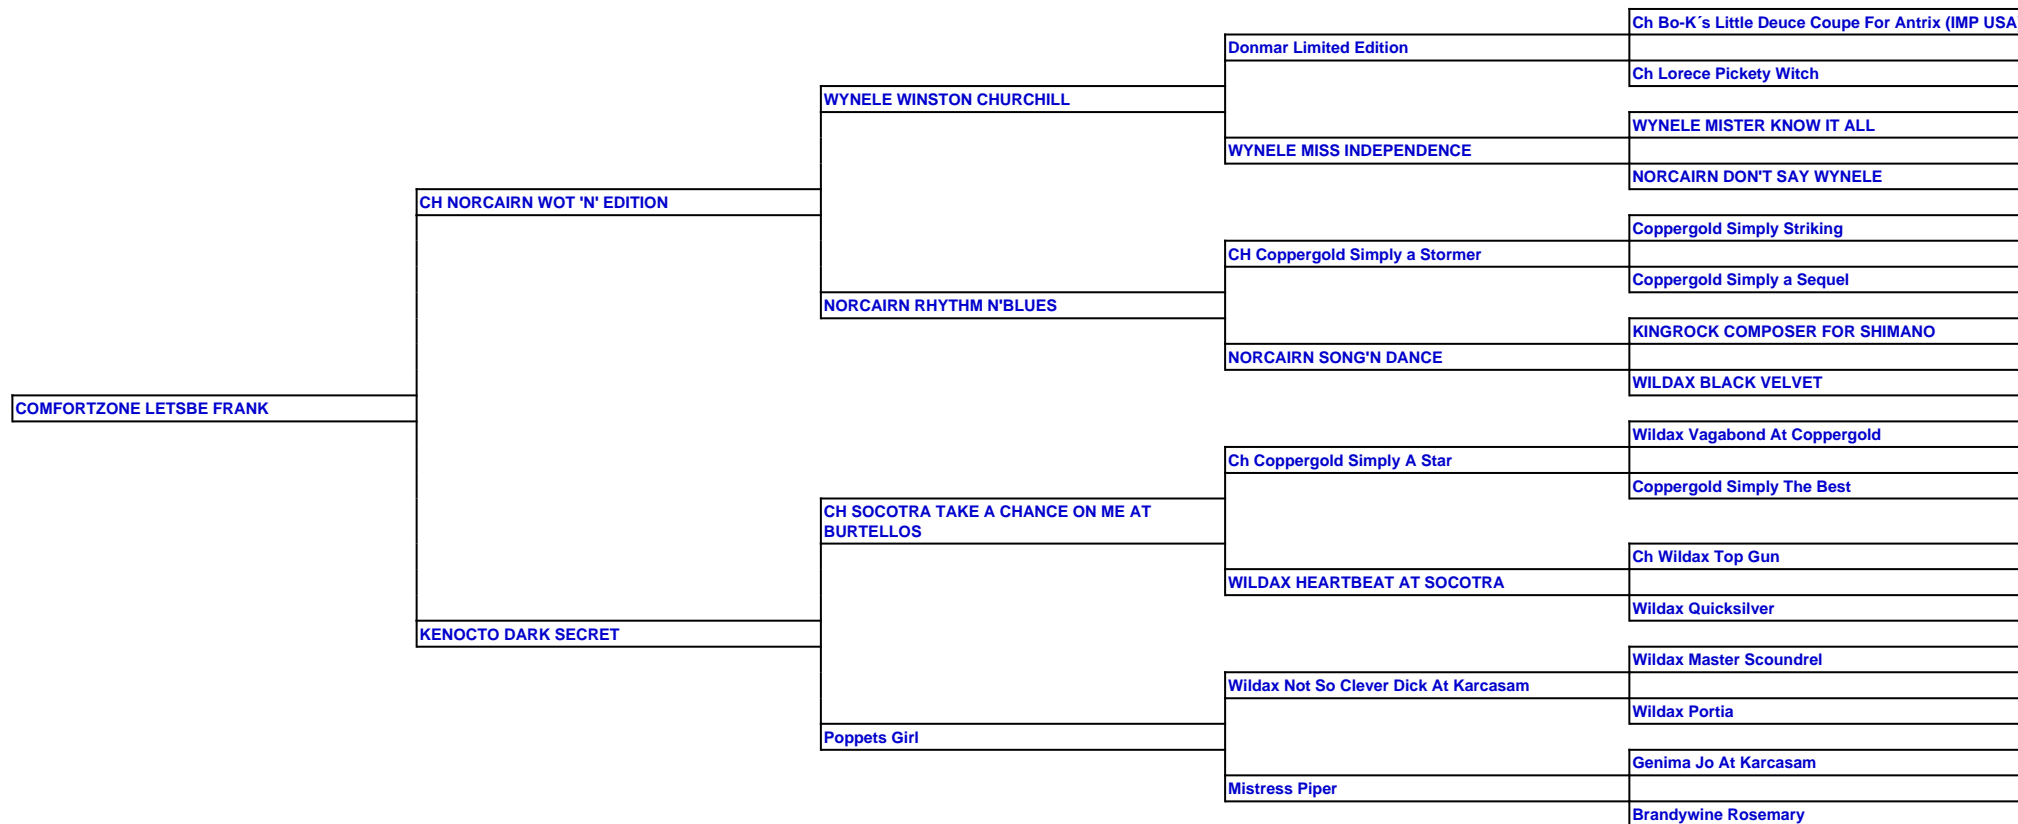 Ch Bo-K´s Little Deuce Coupe For Antrix (IMP USA
Donmar Limited Edition
Ch Lorece Pickety Witch
WYNELE WINSTON CHURCHILL
WYNELE MISTER KNOW IT ALL
WYNELE MISS INDEPENDENCE
NORCAIRN DON'T SAY WYNELE
CH NORCAIRN WOT 'N' EDITION
Coppergold Simply Striking
CH Coppergold Simply a Stormer
Coppergold Simply a Sequel
NORCAIRN RHYTHM N'BLUES
KINGROCK COMPOSER FOR SHIMANO
NORCAIRN SONG'N DANCE
WILDAX BLACK VELVET
COMFORTZONE LETSBE FRANK
Wildax Vagabond At Coppergold
Ch Coppergold Simply A Star
Coppergold Simply The Best
CH SOCOTRA TAKE A CHANCE ON ME AT
BURTELLOS
Ch Wildax Top Gun
WILDAX HEARTBEAT AT SOCOTRA
Wildax Quicksilver
KENOCTO DARK SECRET
Wildax Master Scoundrel
Wildax Not So Clever Dick At Karcasam
Wildax Portia
Poppets Girl
Genima Jo At Karcasam
Mistress Piper
Brandywine Rosemary